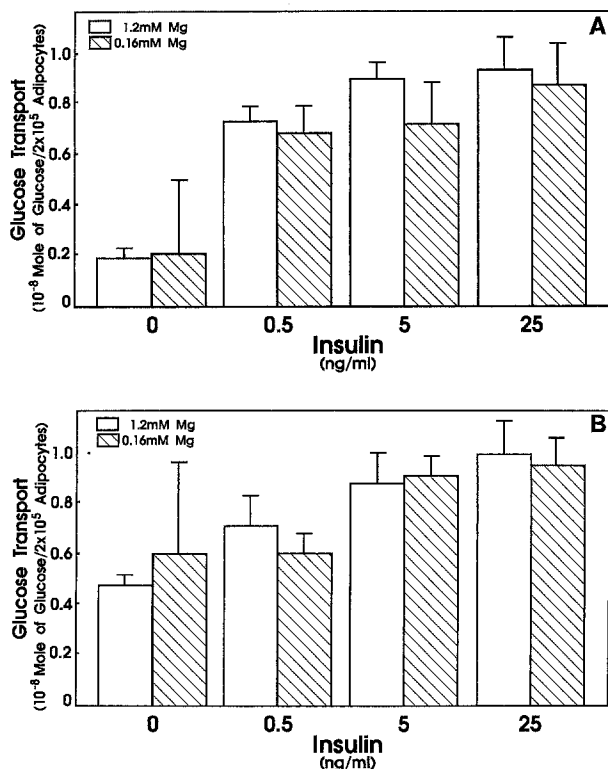 A
1.2mM Mg
0.16mM Mg
Glucose Transport
(10⁻⁸ Mole of Glucose/2x10⁵ Adipocytes)
1.0
0.8
0.6
0.4
0.2
0
0 0.5 5 25
Insulin
(ng/ml)
B
1.2mM Mg
0.16mM Mg
Glucose Transport
(10⁻⁸ Mole of Glucose/2x10⁵ Adipocytes)
1.0
0.8
0.6
0.4
0.2
0
0 0.5 5 25
Insulin
(ng/ml)